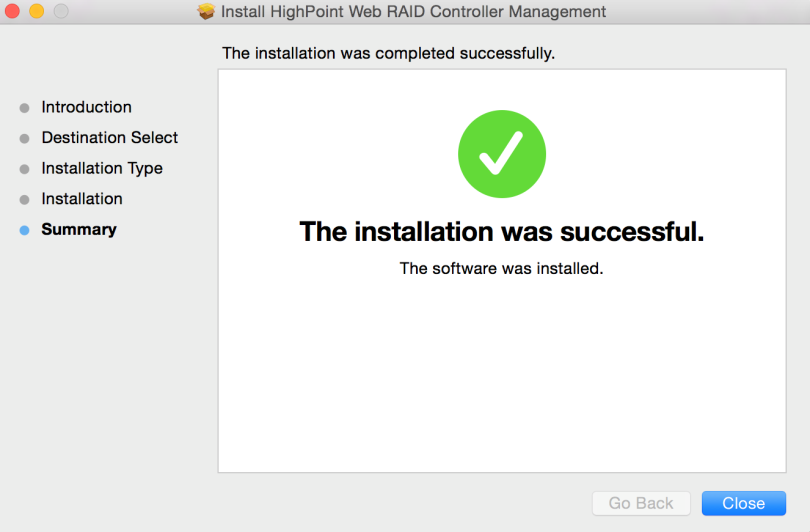 Install HighPoint Web RAID Controller Management
The installation was completed successfully.
Introduction
Destination Select
Installation Type
Installation
Summary
The installation was successful.
The software was installed.
Go Back
Close